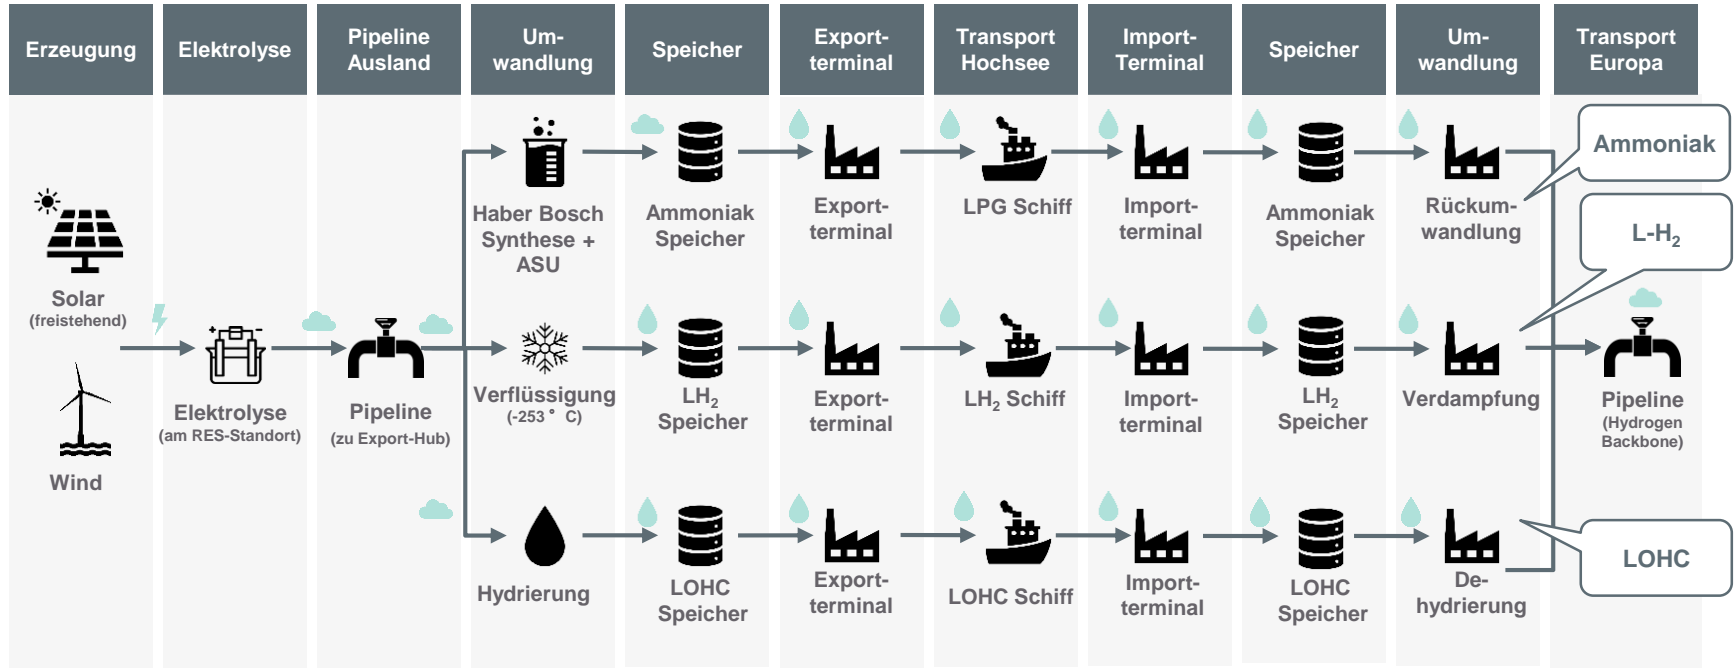 Erzeugung
Elektrolyse
Pipeline
Ausland
Um-
wandlung
Speicher
Export-
terminal
Transport
Hochsee
Import-
Terminal
Speicher
Um-
wandlung
Transport
Europa
Solar
(freistehend)
Wind
Elektrolyse
(am RES-Standort)
Pipeline
(zu Export-Hub)
Haber Bosch
Synthese +
ASU
Ammoniak
Speicher
Export-
terminal
LPG Schiff
Import-
terminal
Ammoniak
Speicher
Rückum-
wandlung
Ammoniak
Verflüssigung
(-253° C)
LH₂
Speicher
Export-
terminal
LH₂ Schiff
Import-
terminal
LH₂
Speicher
Verdampfung
L-H₂
Hydrierung
LOHC
Speicher
Export-
terminal
LOHC Schiff
Import-
terminal
LOHC
Speicher
De-
hydrierung
LOHC
Pipeline
(Hydrogen
Backbone)